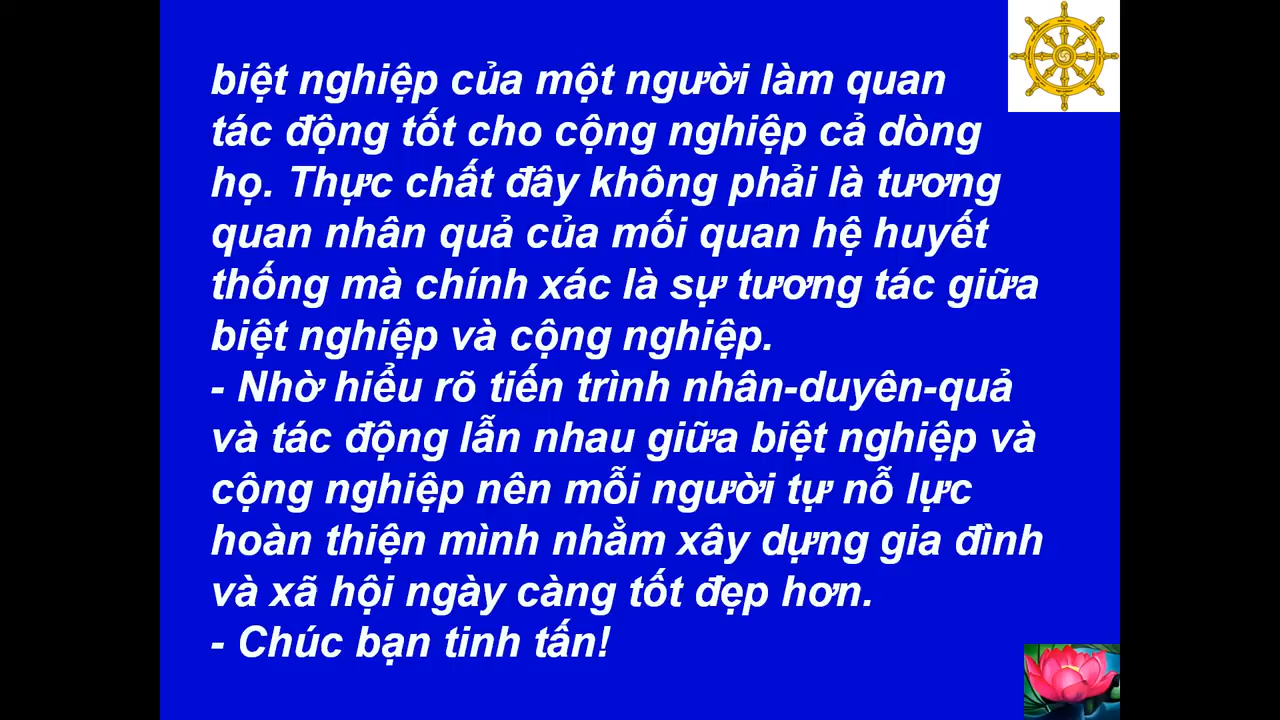 biệt nghiệp của một người làm quan
tác động tốt cho cộng nghiệp cả dòng
họ. Thực chất đây không phải là tương
quan nhân quả của mối quan hệ huyết
thống mà chính xác là sự tương tác giữa
biệt nghiệp và cộng nghiệp.
- Nhờ hiểu rõ tiến trình nhân-duyên-quả
và tác động lẫn nhau giữa biệt nghiệp và
cộng nghiệp nên mỗi người tự nỗ lực
hoàn thiện mình nhằm xây dựng gia đình
và xã hội ngày càng tốt đẹp hơn.
- Chúc bạn tinh tấn!